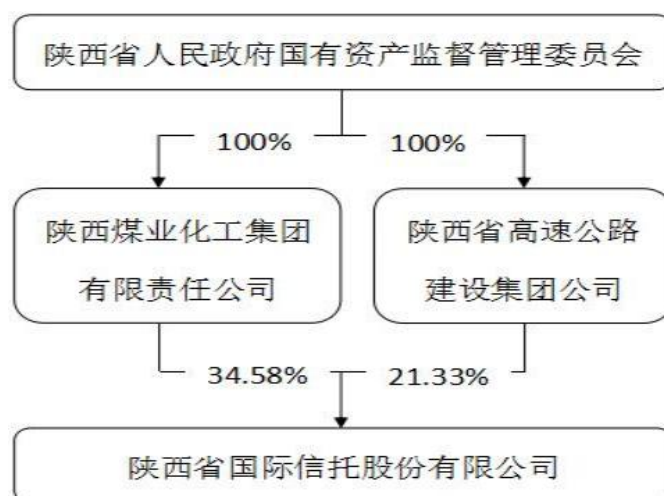 陕西省人民政府国有资产监督管理委员会
100%
100%
陕西煤业化工集团
有限责任公司
陕西省高速公路
建设集团公司
34.58%
21.33%
陕西省国际信托股份有限公司